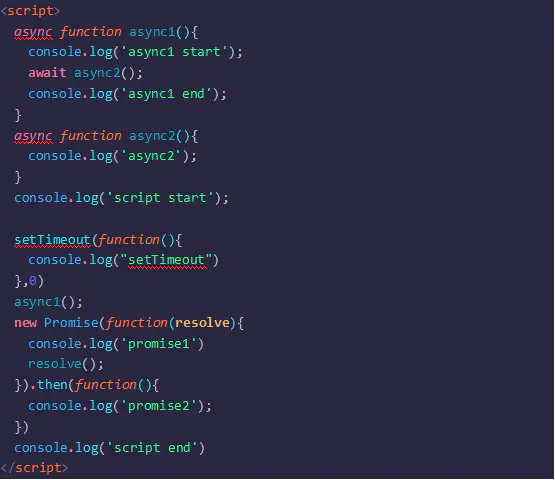 <script>
async function async1(){
console.log('async1 start');
await async2();
console.log('async1 end');
}
async function async2(){
console.log('async2');
}
console.log('script start');
setTimeout(function(){
console.log("setTimeout")
},0)
async1();
new Promise(function(resolve){
console.log('promise1')
resolve();
}).then(function(){
console.log('promise2');
})
console.log('script end')
</script>